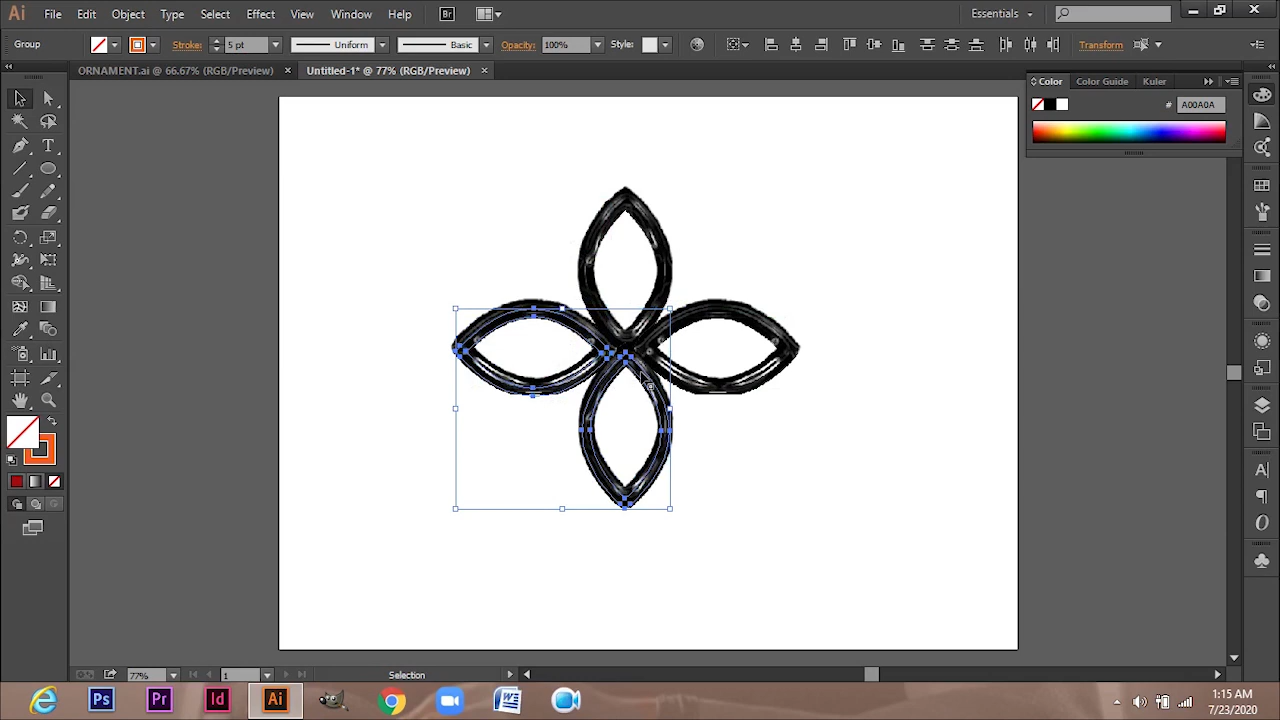 Ai File Edit Object Type Select Effect View Window Help Br Essentials
Group Stroke: 5 pt Uniform Basic Opacity: 100% Style: Transform
ORNAMENT.ai @ 66.67% (RGB/Preview) × Untitled-1* @ 77% (RGB/Preview) ×
Color Color Guide Kuler
# A00A0A
77% 1 Selection
Ps Pr Id Ai 1:15 AM
7/23/2020